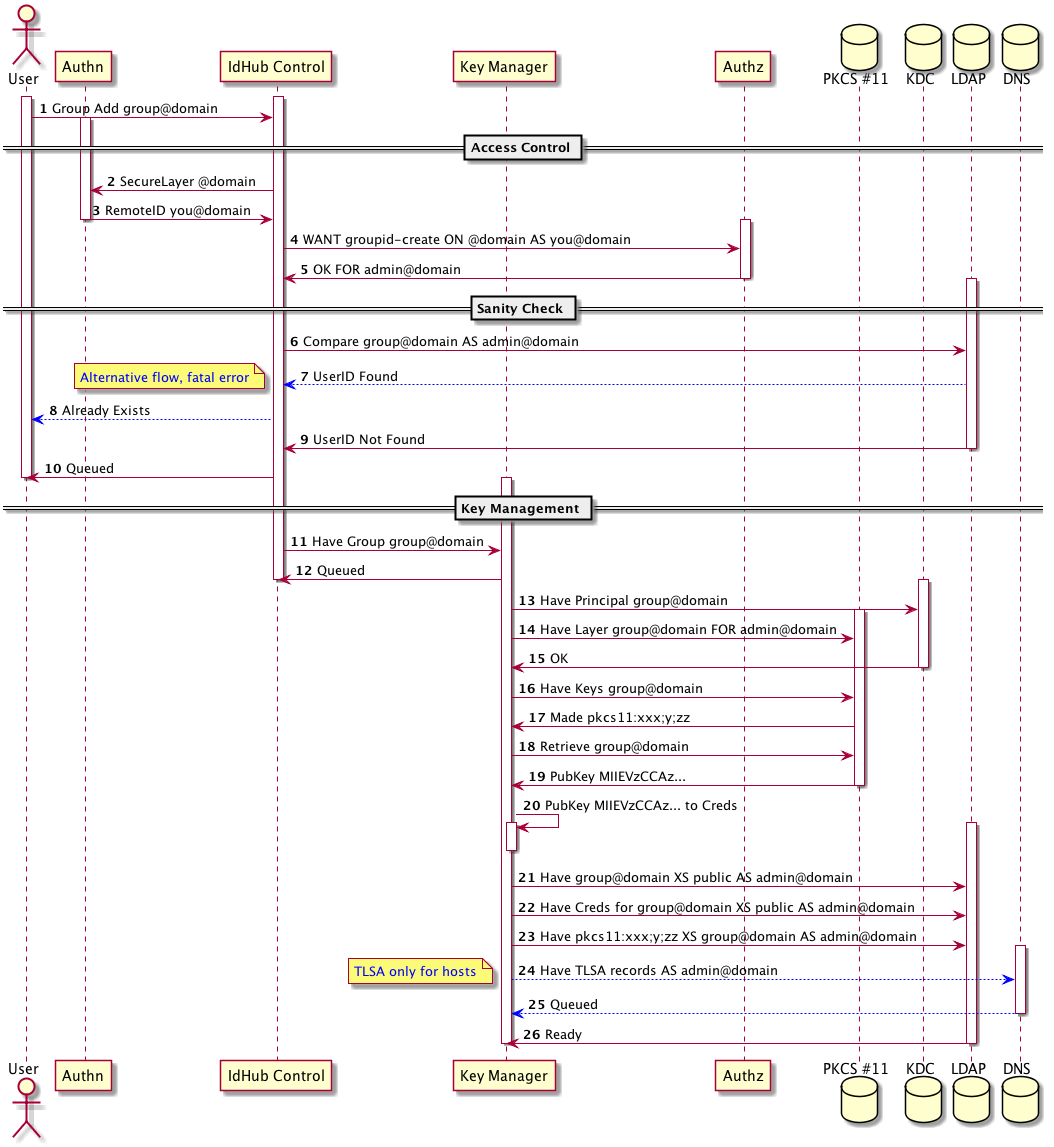 User
Authn
IdHub Control
Key Manager
Authz
PKCS #11
KDC
LDAP
DNS
1 Group Add group@domain
Access Control
2 SecureLayer @domain
3 RemoteID you@domain
4 WANT groupid-create ON @domain AS you@domain
5 OK FOR admin@domain
Sanity Check
6 Compare group@domain AS admin@domain
Alternative flow, fatal error
7 UserID Found
8 Already Exists
9 UserID Not Found
10 Queued
Key Management
11 Have Group group@domain
12 Queued
13 Have Principal group@domain
14 Have Layer group@domain FOR admin@domain
15 OK
16 Have Keys group@domain
17 Made pkcs11:xxx;y;zz
18 Retrieve group@domain
19 PubKey MIIEVzCCAz...
20 PubKey MIIEVzCCAz... to Creds
21 Have group@domain XS public AS admin@domain
22 Have Creds for group@domain XS public AS admin@domain
23 Have pkcs11:xxx;y;zz XS group@domain AS admin@domain
TLSA only for hosts
24 Have TLSA records AS admin@domain
25 Queued
26 Ready
User
Authn
IdHub Control
Key Manager
Authz
PKCS #11
KDC
LDAP
DNS